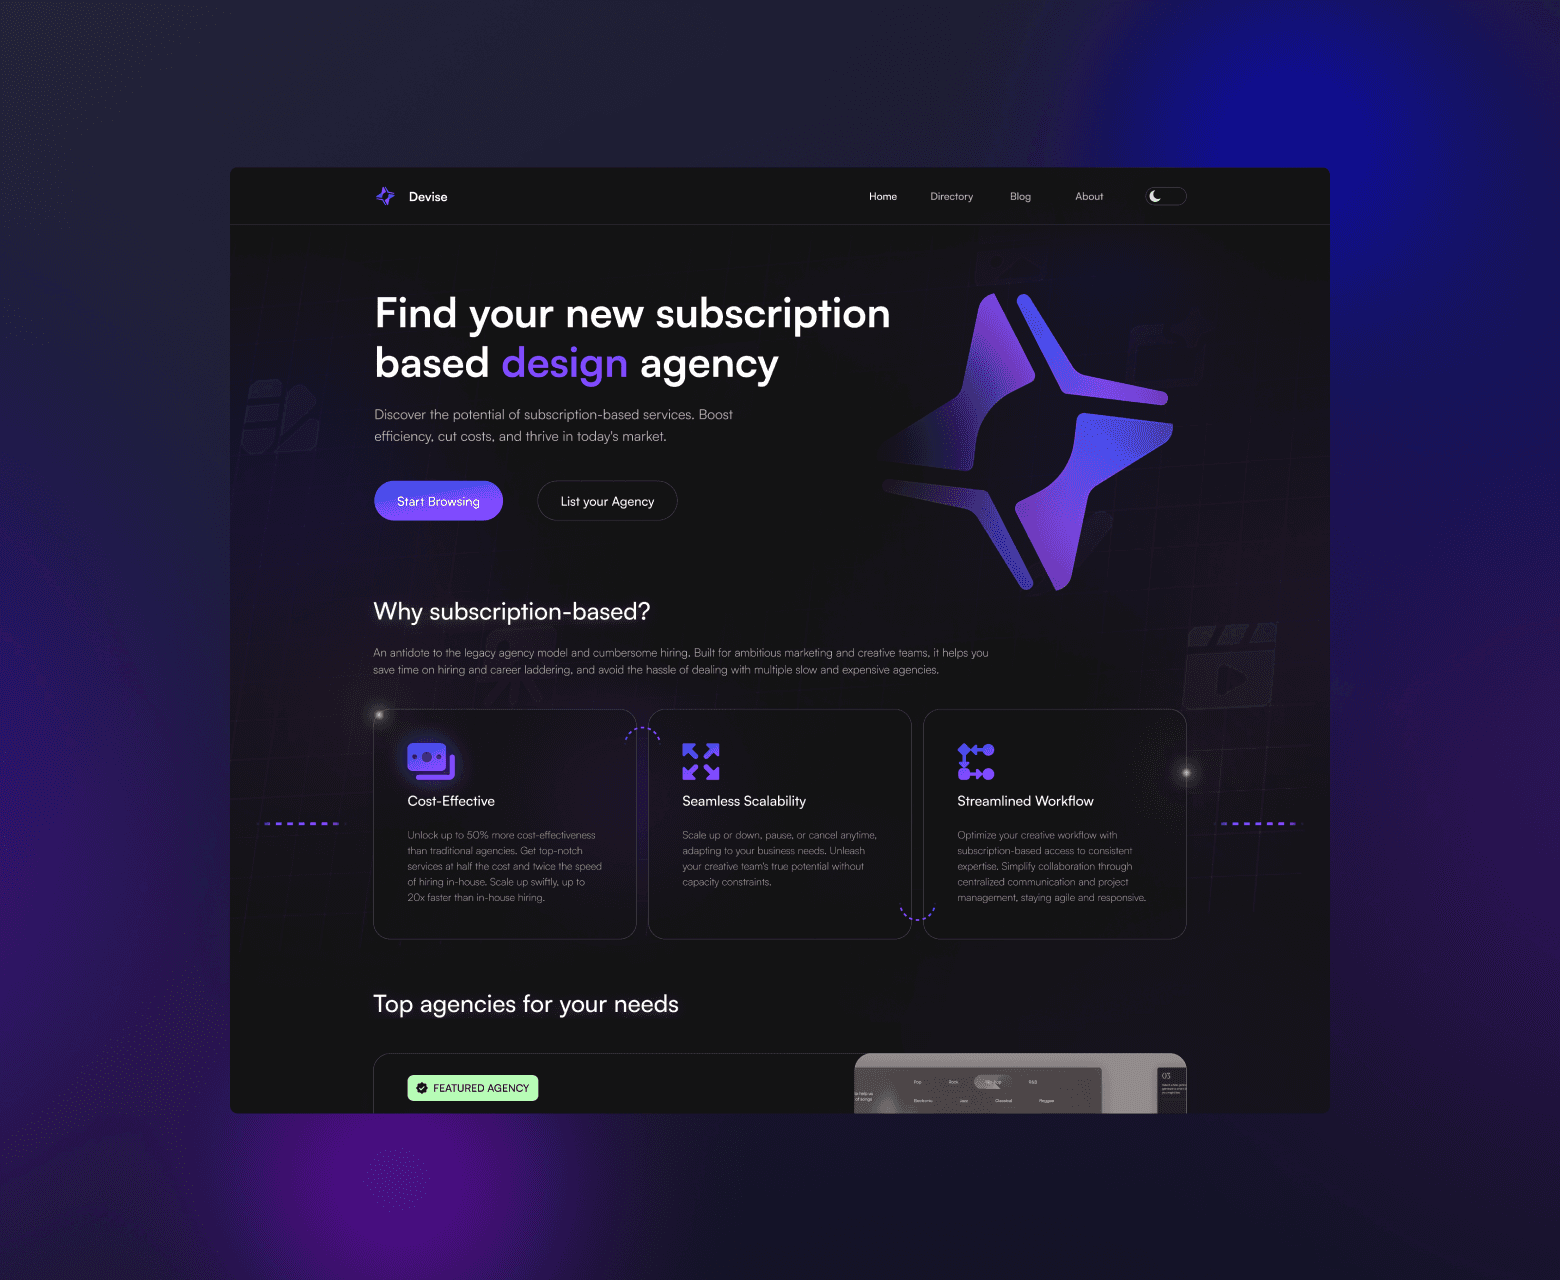 Devise
Home
Directory
Blog
About
Find your new subscription
based design agency
Discover the potential of subscription-based services. Boost
efficiency, cut costs, and thrive in today's market.
Start Browsing
List your Agency
Why subscription-based?
An antidote to the legacy agency model and cumbersome hiring. Built for ambitious marketing and creative teams, it helps you
save time on hiring and career laddering, and avoid the hassle of dealing with multiple slow and expensive agencies.
Cost-Effective
Unlock up to 50% more cost-effectiveness
than traditional agencies. Get top-notch
services at half the cost and twice the speed
of hiring in-house. Scale up swiftly, up to
20x faster than in-house hiring.
Seamless Scalability
Scale up or down, pause, or cancel anytime,
adapting to your business needs. Unleash
your creative team's true potential without
capacity constraints.
Streamlined Workflow
Optimize your creative workflow with
subscription-based access to consistent
expertise. Simplify collaboration through
centralized communication and project
management, staying agile and responsive.
Top agencies for your needs
FEATURED AGENCY
Pop
Rock
R&B
Electronic
Jazz
Classical
Reggae
03